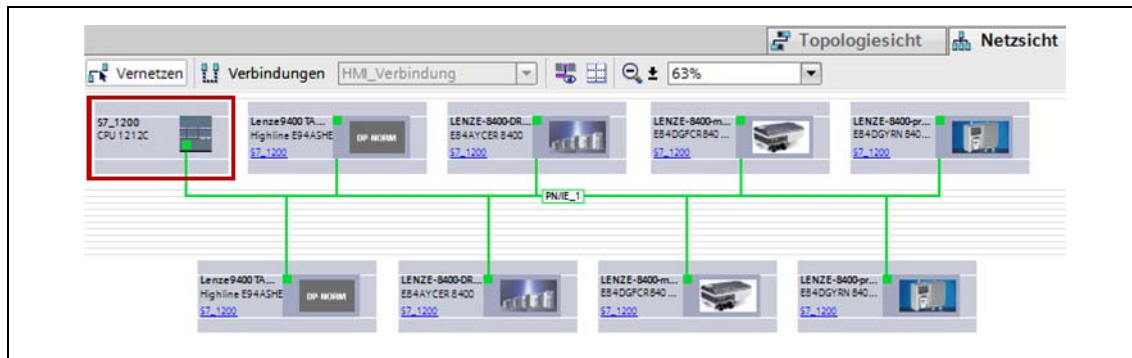 Topologiesicht Netzsicht
Vernetzen Verbindungen HMI_Verbindung 63%
S7_1200
CPU 1212C
Lenze9400 TA...
Highline E94ASHE
S7_1200
DP-NORM
LENZE-8400-DR...
E84AYCER 8400
S7_1200
LENZE-8400-m...
E84DGFCR840 ...
S7_1200
LENZE-8400-pr...
E84DGYRN 840...
S7_1200
PN/IE_1
Lenze9400 TA...
Highline E94ASHE
S7_1200
DP-NORM
LENZE-8400-DR...
E84AYCER 8400
S7_1200
LENZE-8400-m...
E84DGFCR840 ...
S7_1200
LENZE-8400-pr...
E84DGYRN 840...
S7_1200